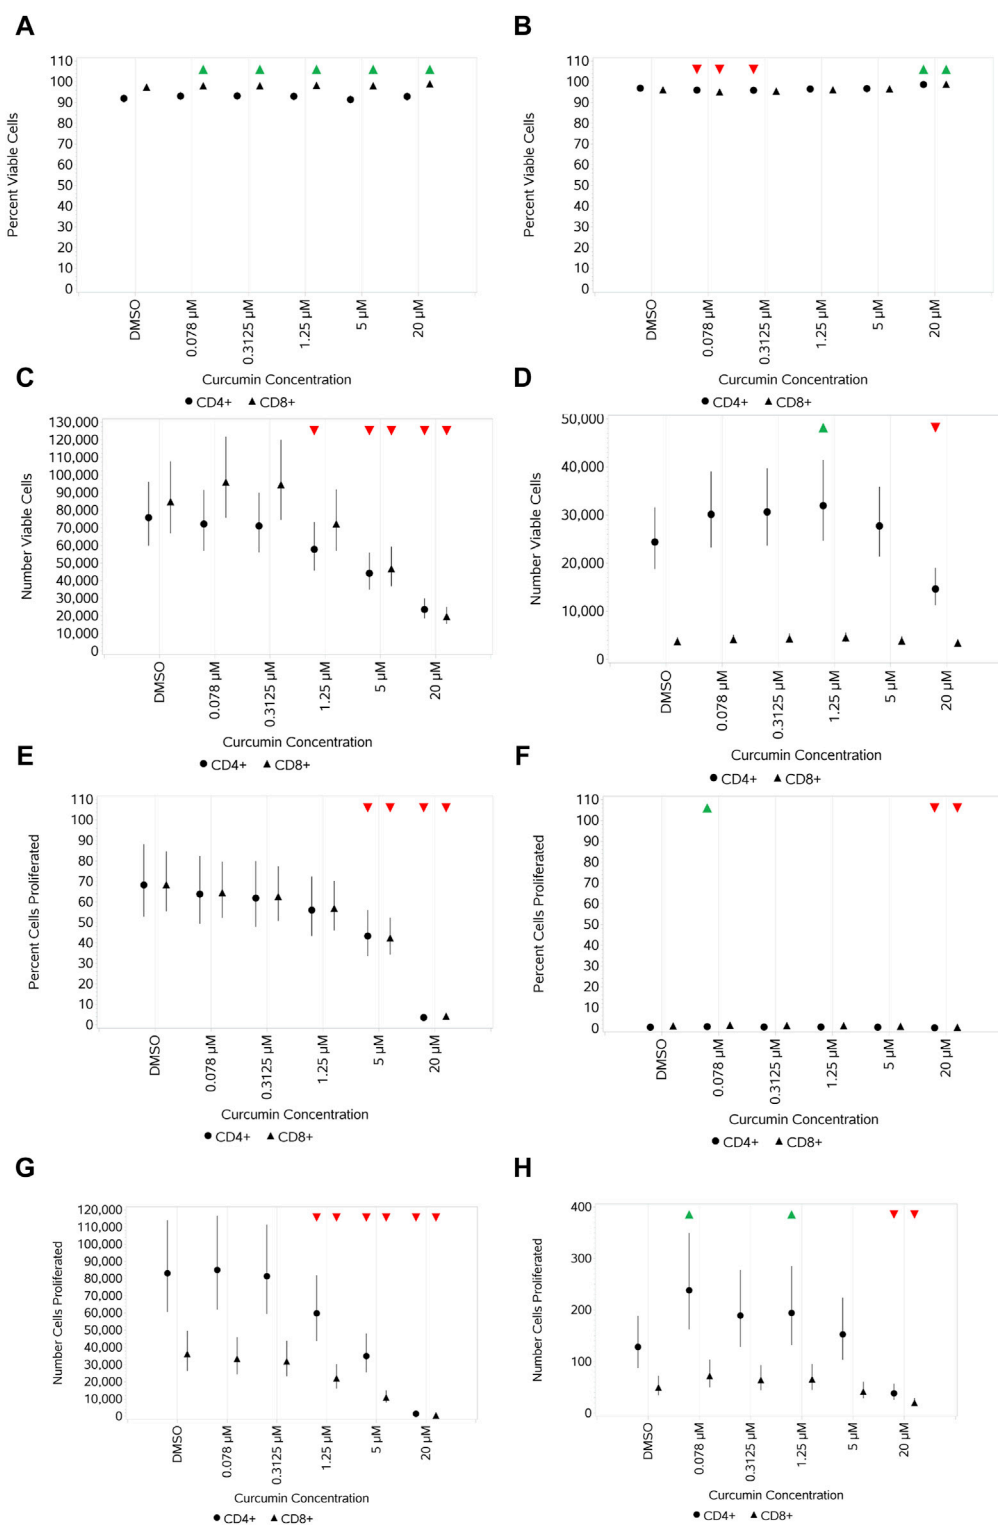 A
110
100
90
80
70
60
50
40
30
20
10
0
Percent Viable Cells
DMSO
0.078 µM
0.3125 µM
1.25 µM
5 µM
20 µM
Curcumin Concentration
CD4+ CD8+
B
110
100
90
80
70
60
50
40
30
20
10
0
Percent Viable Cells
DMSO
0.078 µM
0.3125 µM
1.25 µM
5 µM
20 µM
Curcumin Concentration
CD4+ CD8+
C
130,000
120,000
110,000
100,000
90,000
80,000
70,000
60,000
50,000
40,000
30,000
20,000
10,000
0
Number Viable Cells
DMSO
0.078 µM
0.3125 µM
1.25 µM
5 µM
20 µM
Curcumin Concentration
CD4+ CD8+
D
50,000
40,000
30,000
20,000
10,000
0
Number Viable Cells
DMSO
0.078 µM
0.3125 µM
1.25 µM
5 µM
20 µM
Curcumin Concentration
CD4+ CD8+
E
110
100
90
80
70
60
50
40
30
20
10
0
Percent Cells Proliferated
DMSO
0.078 µM
0.3125 µM
1.25 µM
5 µM
20 µM
Curcumin Concentration
CD4+ CD8+
F
110
100
90
80
70
60
50
40
30
20
10
0
Percent Cells Proliferated
DMSO
0.078 µM
0.3125 µM
1.25 µM
5 µM
20 µM
Curcumin Concentration
CD4+ CD8+
G
120,000
110,000
100,000
90,000
80,000
70,000
60,000
50,000
40,000
30,000
20,000
10,000
0
Number Cells Proliferated
DMSO
0.078 µM
0.3125 µM
1.25 µM
5 µM
20 µM
Curcumin Concentration
CD4+ CD8+
H
400
300
200
100
0
Number Cells Proliferated
DMSO
0.078 µM
0.3125 µM
1.25 µM
5 µM
20 µM
Curcumin Concentration
CD4+ CD8+